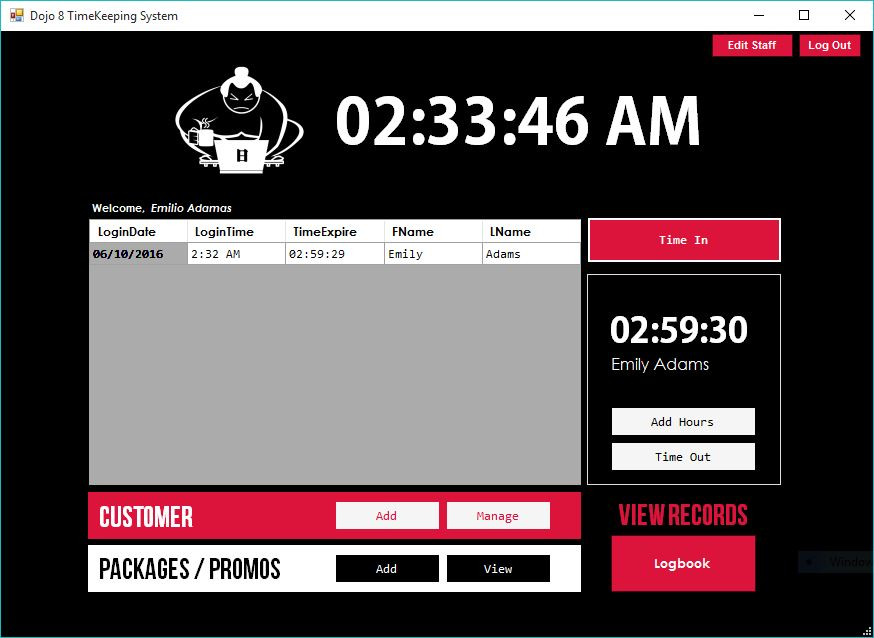 Dojo 8 TimeKeeping System
Edit Staff
Log Out
日
02:33:46 AM
Welcome, Emilio Adamas
LoginDate LoginTime TimeExpire FName LName
06/10/2016 2:32 AM 02:59:29 Emily Adams
Time In
02:59:30
Emily Adams
Add Hours
Time Out
CUSTOMER
Add
Manage
PACKAGES / PROMOS
Add
View
VIEW RECORDS
Logbook